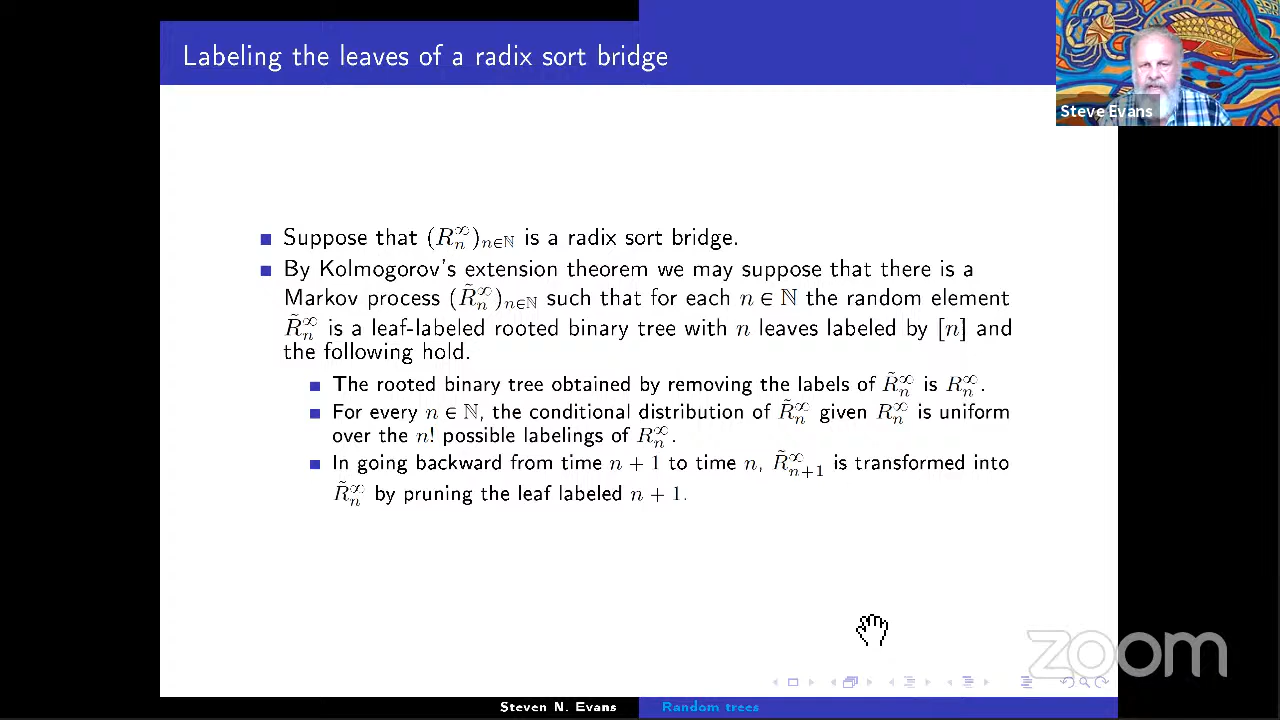 Labeling the leaves of a radix sort bridge
Steve Evans
■ Suppose that $(R_n^\infty)_{n\in\mathbb{N}}$ is a radix sort bridge.
■ By Kolmogorov's extension theorem we may suppose that there is a
Markov process $(\tilde{R}_n^\infty)_{n\in\mathbb{N}}$ such that for each $n \in \mathbb{N}$ the random element
$\tilde{R}_n^\infty$ is a leaf-labeled rooted binary tree with $n$ leaves labeled by $[n]$ and
the following hold.
■ The rooted binary tree obtained by removing the labels of $\tilde{R}_n^\infty$ is $R_n^\infty$.
■ For every $n \in \mathbb{N}$, the conditional distribution of $\tilde{R}_n^\infty$ given $R_n^\infty$ is uniform
over the $n!$ possible labelings of $R_n^\infty$.
■ In going backward from time $n + 1$ to time $n$, $\tilde{R}_{n+1}^\infty$ is transformed into
$\tilde{R}_n^\infty$ by pruning the leaf labeled $n + 1$.
zoom
Steven N. Evans
Random trees